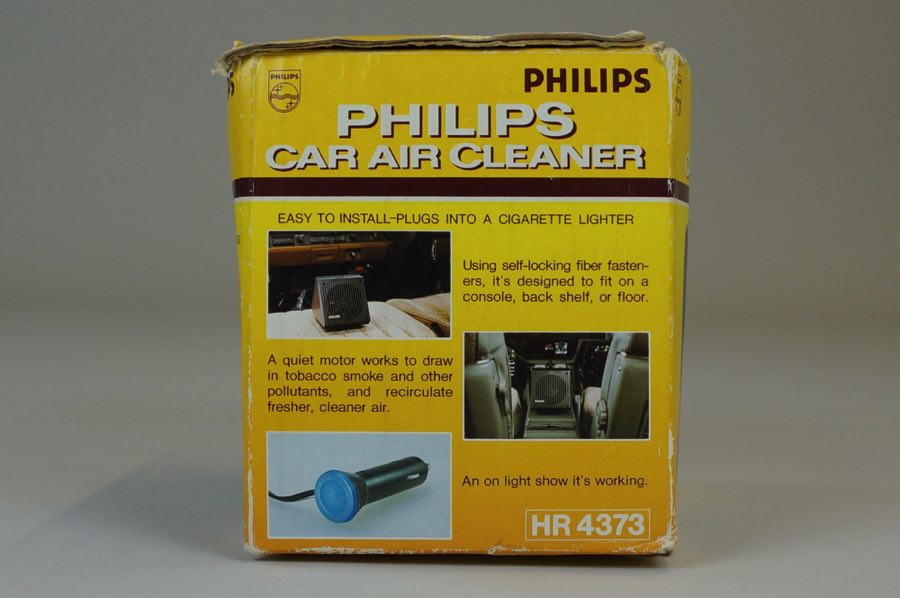 PHILIPS
PHILIPS
PHILIPS
CAR AIR CLEANER
EASY TO INSTALL-PLUGS INTO A CIGARETTE LIGHTER
Using self-locking fiber fasten-
ers, it's designed to fit on a
console, back shelf, or floor.
A quiet motor works to draw
in tobacco smoke and other
pollutants, and recirculate
fresher, cleaner air.
An on light show it's working.
HR 4373